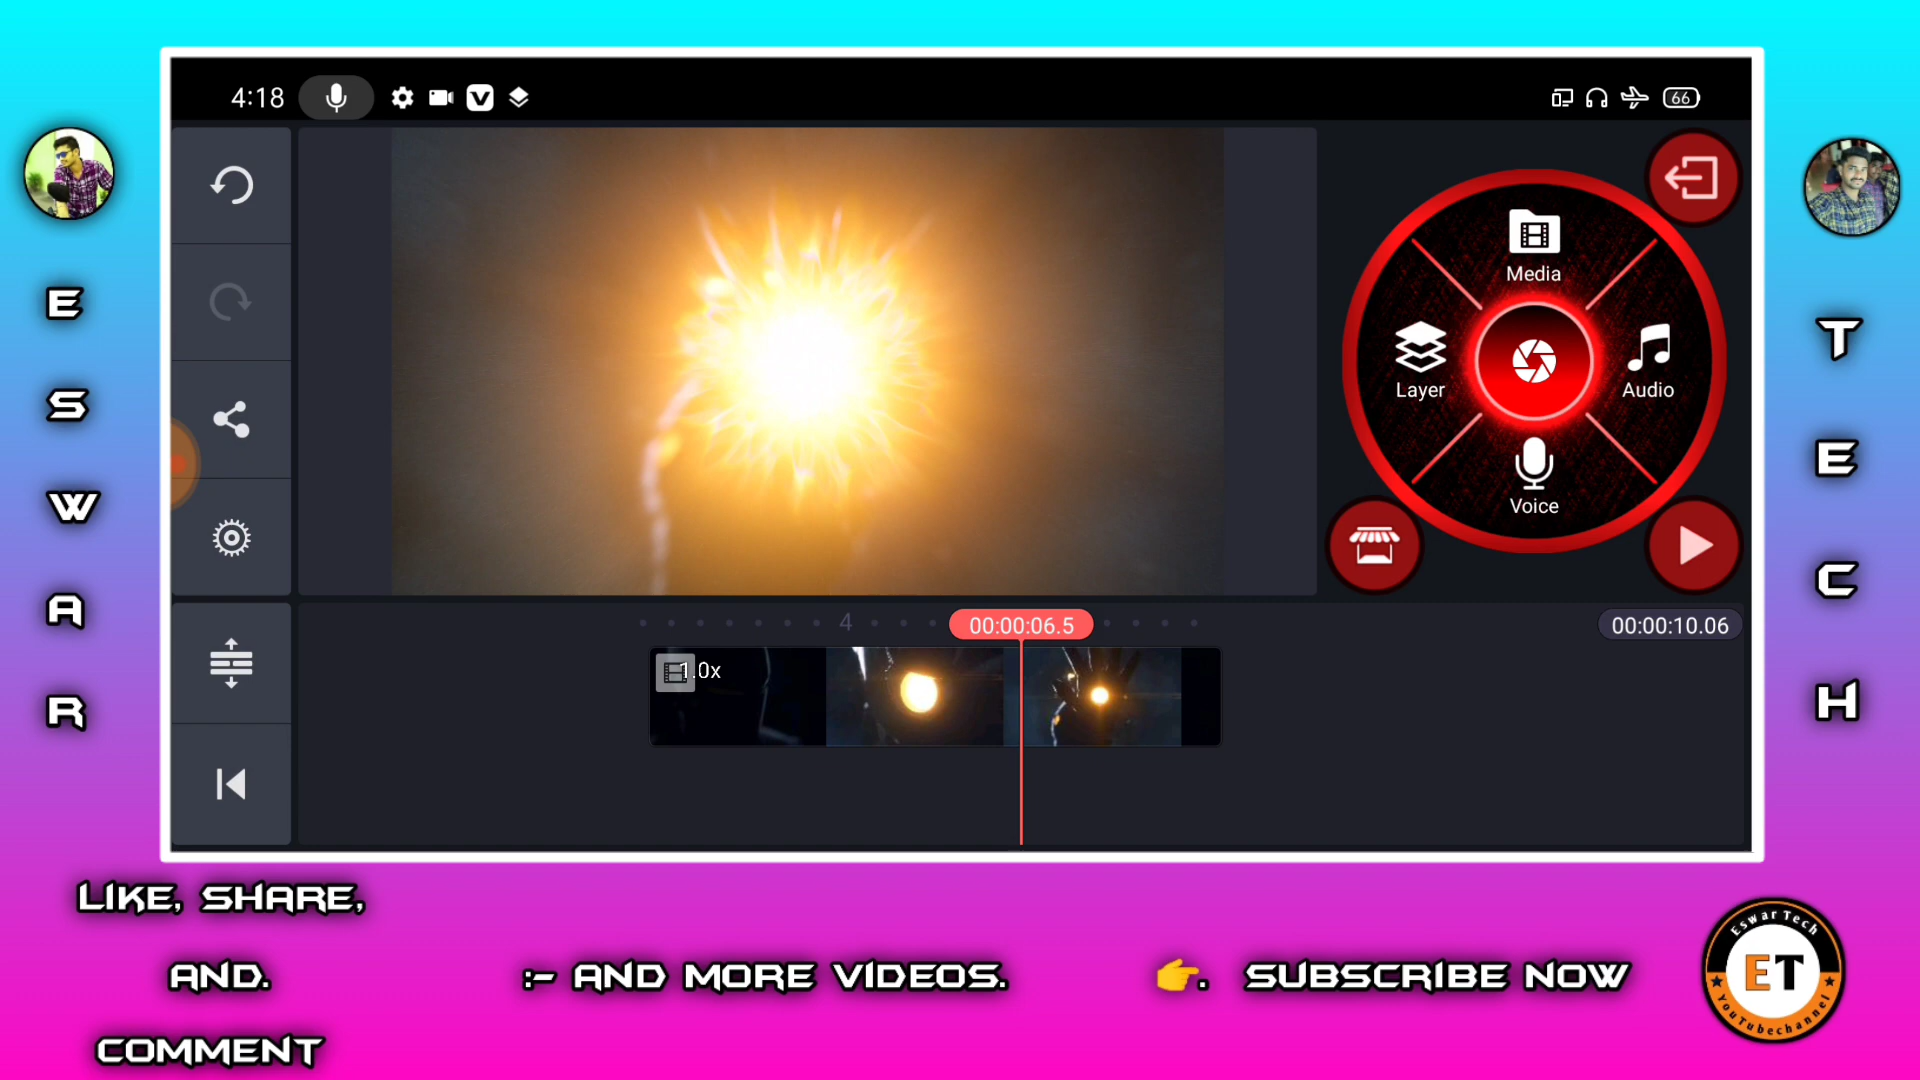 4:18
66
Media
Layer
Audio
Voice
4
00:00:06.5
00:00:10.06
1.0x
E
S
W
A
R
T
E
C
H
LIKE, SHARE,
AND.
COMMENT
:- AND MORE VIDEOS.
👉. SUBSCRIBE NOW
Eswar Tech
ET
YouTubechannel